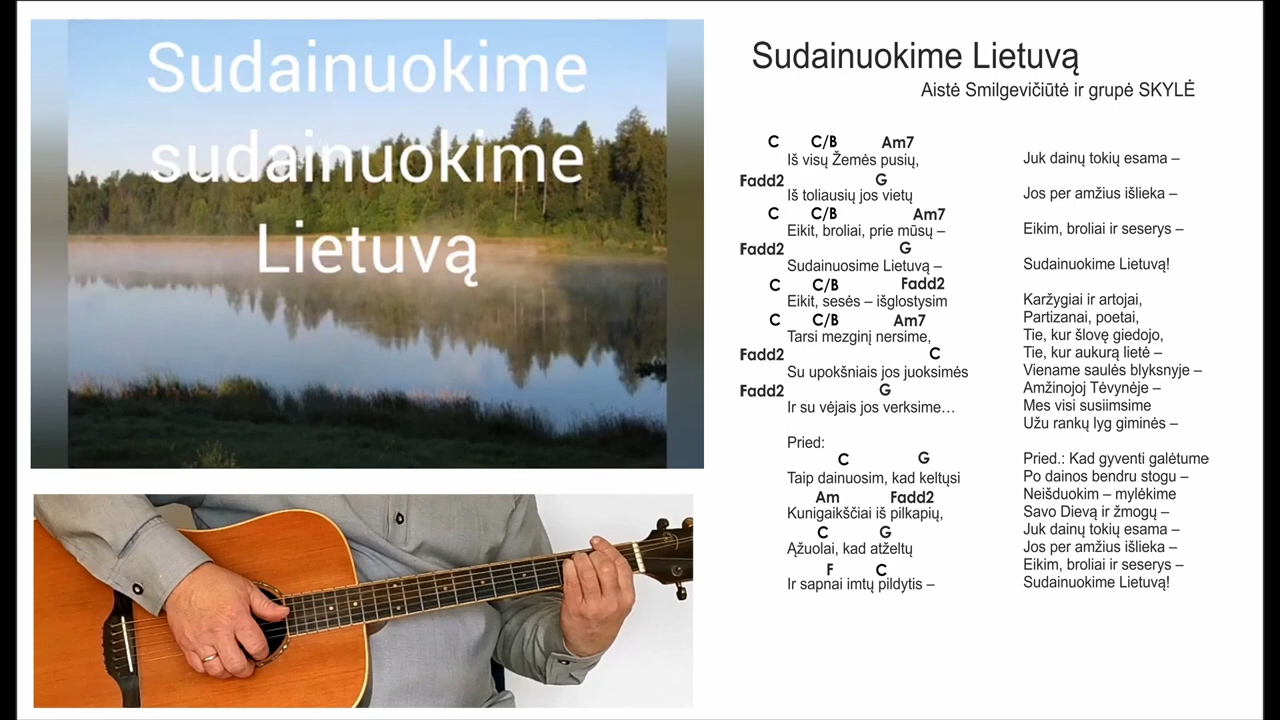 Sudainuokime
sudainuokime
Lietuvą
Sudainuokime Lietuvą
Aistė Smilgevičiūtė ir grupė SKYLĖ
C C/B Am7
Iš visų Žemės pusių,
Fadd2 G
Iš toliausių jos vietų
C C/B Am7
Eikit, broliai, prie mūsų –
Fadd2 G
Sudainuosime Lietuvą –
C C/B Fadd2
Eikit, sesės – išglostysim
C C/B Am7
Tarsi mezginį nersime,
Fadd2 C
Su upokšniais jos juoksimės
Fadd2 G
Ir su vėjais jos verksime…
Pried:
C G
Taip dainuosim, kad keltųsi
Am Fadd2
Kunigaikščiai iš pilkapių,
C G
Ąžuolai, kad atželtų
F C
Ir sapnai imtų pildytis –
Juk dainų tokių esama –
Jos per amžius išlieka –
Eikim, broliai ir seserys –
Sudainuokime Lietuvą!
Karžygiai ir artojai,
Partizanai, poetai,
Tie, kur šlovę giedojo,
Tie, kur aukurą lietė –
Viename saulės blyksnyje –
Amžinojoj Tėvynėje –
Mes visi susiimsime
Užu rankų lyg giminės –
Pried.: Kad gyventi galėtume
Po dainos bendru stogu –
Neišduokim – mylėkime
Savo Dievą ir žmogų –
Juk dainų tokių esama –
Jos per amžius išlieka –
Eikim, broliai ir seserys –
Sudainuokime Lietuvą!